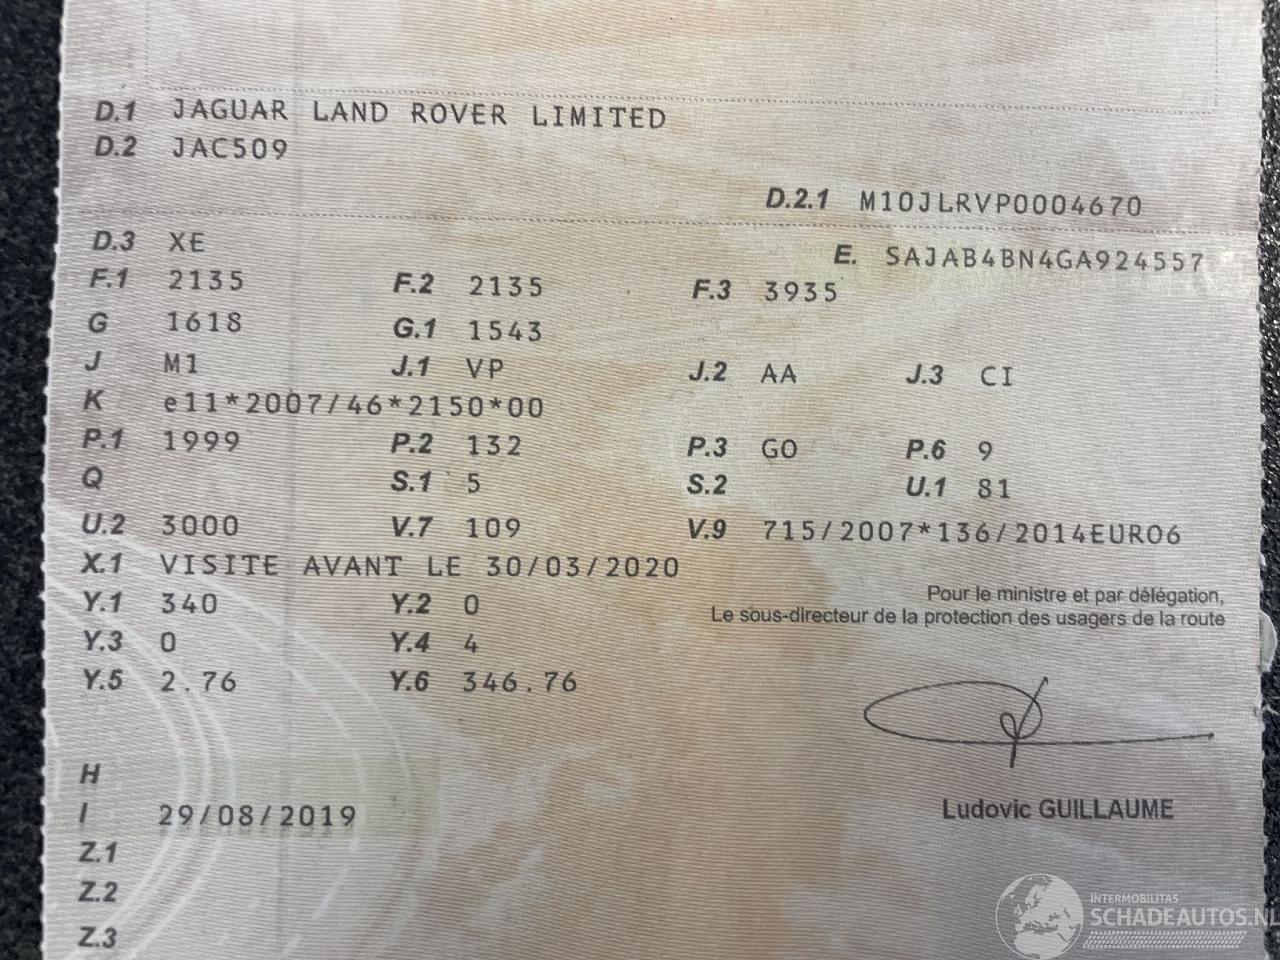 D.1 JAGUAR LAND ROVER LIMITED
D.2 JAC509
D.2.1 M10JLRVP0004670
D.3 XE E. SAJAB4BN4GA924557
F.1 2135 F.2 2135 F.3 3935
G 1618 G.1 1543
J M1 J.1 VP J.2 AA J.3 CI
K e11*2007/46*2150*00
P.1 1999 P.2 132 P.3 GO P.6 9
Q S.1 5 S.2 U.1 81
U.2 3000 V.7 109 V.9 715/2007*136/2014EURO6
X.1 VISITE AVANT LE 30/03/2020
Y.1 340 Y.2 0
Y.3 0 Y.4 4
Y.5 2.76 Y.6 346.76
Pour le ministre et par délégation,
Le sous-directeur de la protection des usagers de la route
Ludovic GUILLAUME
H
I 29/08/2019
Z.1
Z.2
Z.3
INTERMOBILITAS
SCHADEAUTOS.NL